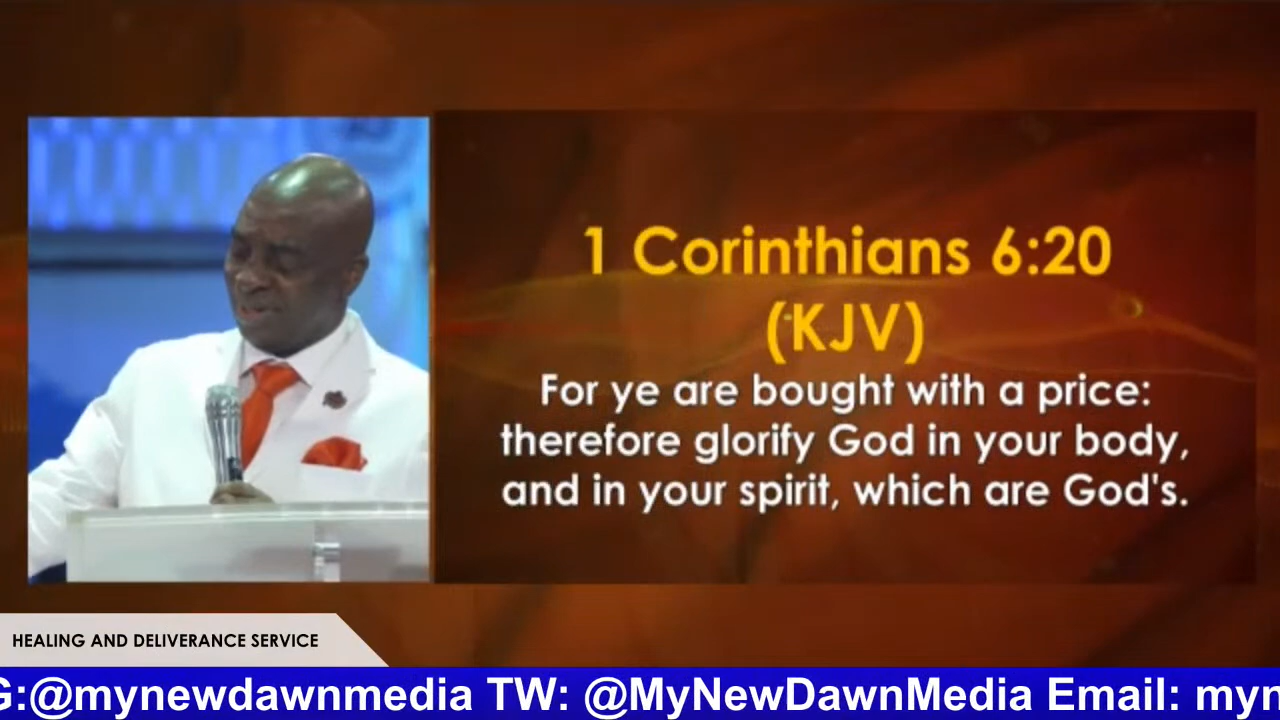 1 Corinthians 6:20
(KJV)
For ye are bought with a price:
therefore glorify God in your body,
and in your spirit, which are God's.
HEALING AND DELIVERANCE SERVICE
G:@mynewdawnmedia TW: @MyNewDawnMedia Email: myn